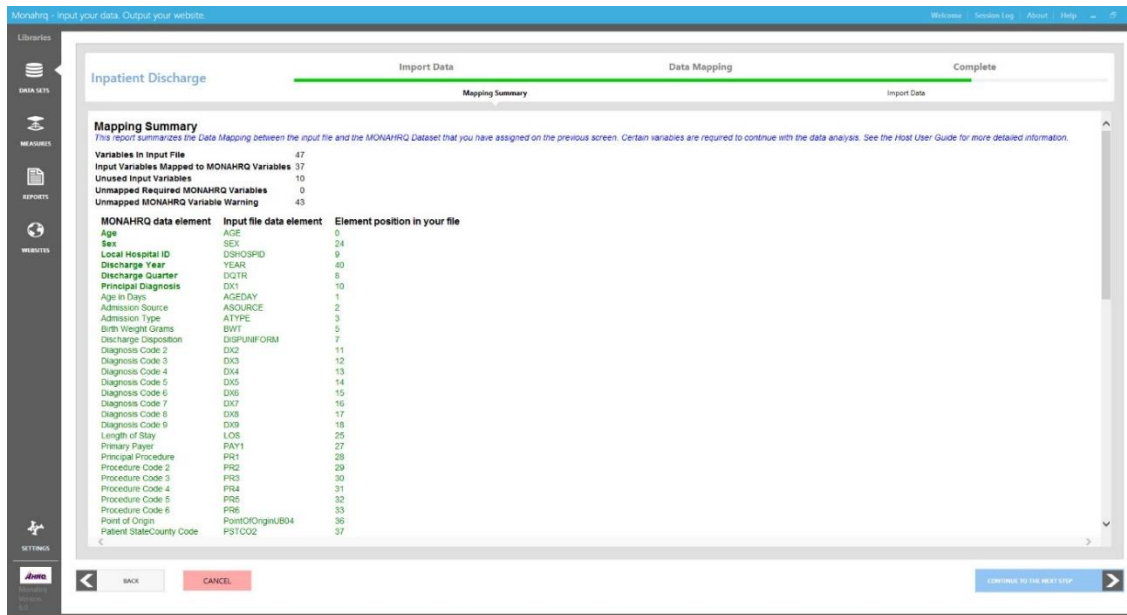 Monahrq - Input your data. Output your website.
Welcome | Session Log | About | Help
Libraries
DATA SETS
MEASURES
REPORTS
WEBSITES
SETTINGS
AHRQ
Monahrq
Version
6.0
Inpatient Discharge
Import Data Data Mapping Complete
Mapping Summary Import Data
Mapping Summary
This report summarizes the Data Mapping between the input file and the MONAHRQ Dataset that you have assigned on the previous screen. Certain variables are required to continue with the data analysis. See the Host User Guide for more detailed information.
Variables In Input File 47
Input Variables Mapped to MONAHRQ Variables 37
Unused Input Variables 10
Unmapped Required MONAHRQ Variables 0
Unmapped MONAHRQ Variable Warning 43
MONAHRQ data element Input file data element Element position in your file
Age AGE 0
Sex SEX 24
Local Hospital ID DSHOSPID 9
Discharge Year YEAR 40
Discharge Quarter DQTR 8
Principal Diagnosis DX1 10
Age in Days AGEDAY 1
Admission Source ASOURCE 2
Admission Type ATYPE 3
Birth Weight Grams BWT 5
Discharge Disposition DISPUNIFORM 7
Diagnosis Code 2 DX2 11
Diagnosis Code 3 DX3 12
Diagnosis Code 4 DX4 13
Diagnosis Code 5 DX5 14
Diagnosis Code 6 DX6 15
Diagnosis Code 7 DX7 16
Diagnosis Code 8 DX8 17
Diagnosis Code 9 DX9 18
Length of Stay LOS 25
Primary Payer PAY1 27
Principal Procedure PR1 28
Procedure Code 2 PR2 29
Procedure Code 3 PR3 30
Procedure Code 4 PR4 31
Procedure Code 5 PR5 32
Procedure Code 6 PR6 33
Point of Origin PointOfOriginUB04 36
Patient StateCounty Code PSTCO2 37
BACK CANCEL CONTINUE TO THE NEXT STEP